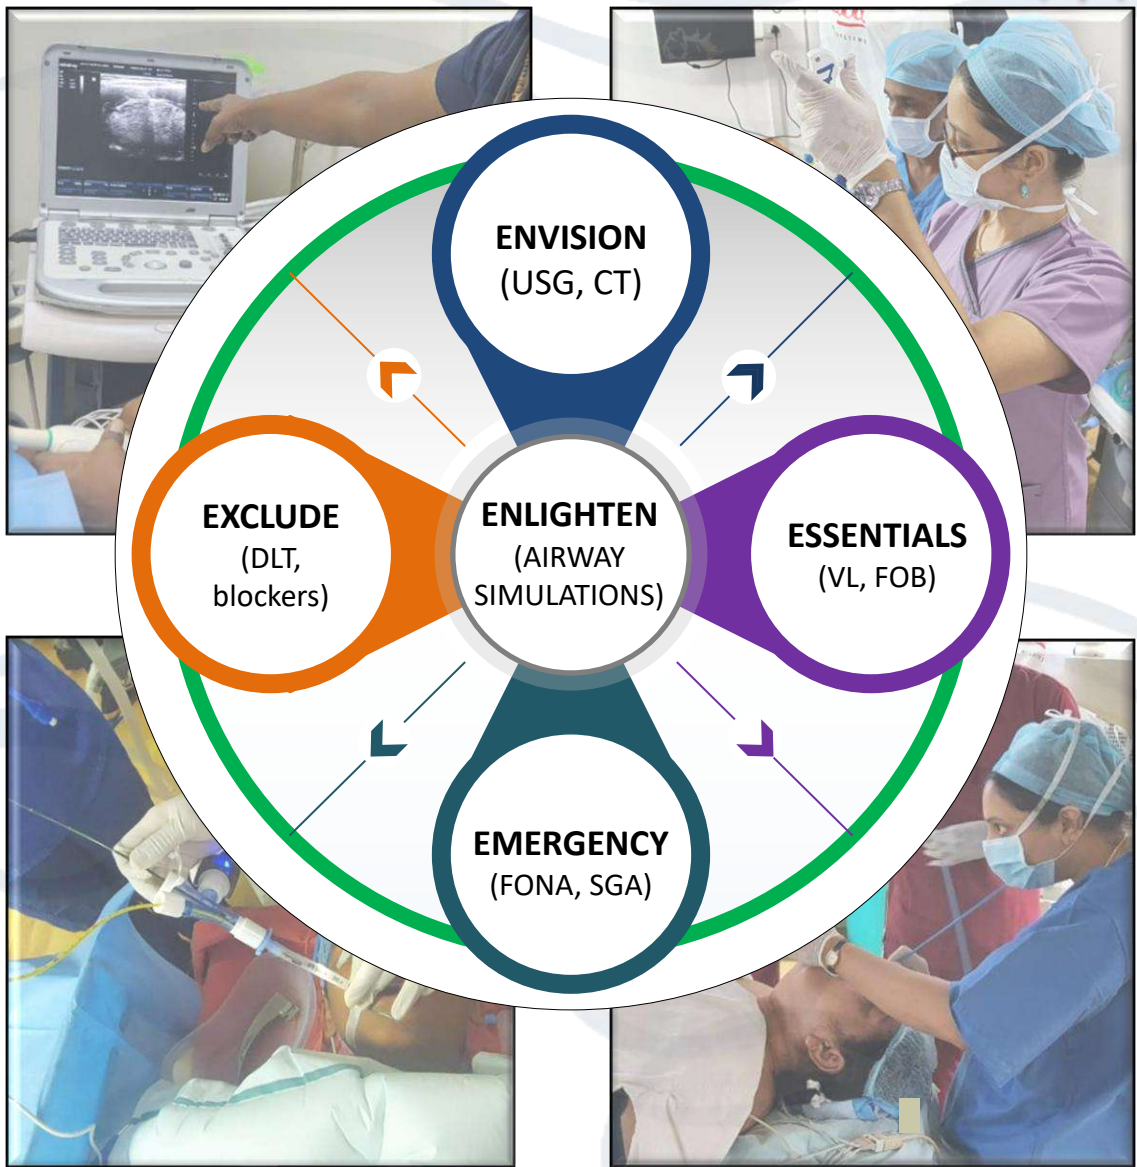 ENVISION
(USG, CT)
EXCLUDE
(DLT,
blockers)
ENLIGHTEN
(AIRWAY
SIMULATIONS)
ESSENTIALS
(VL, FOB)
EMERGENCY
(FONA, SGA)